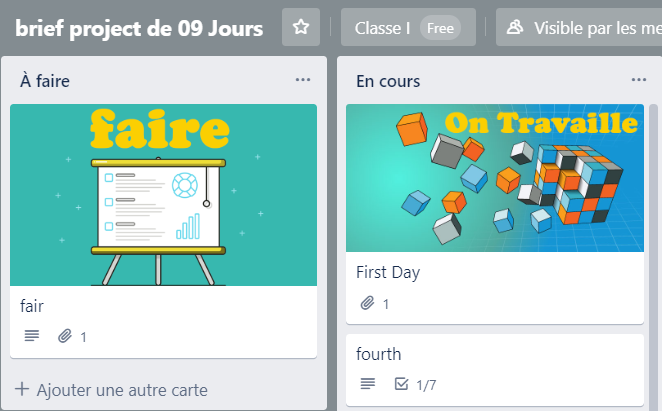 brief project de 09 Jours
Classe I Free
Visible par les me
À faire
faire
fair
1
Ajouter une autre carte
En cours
On Travaille
First Day
1
fourth
1/7